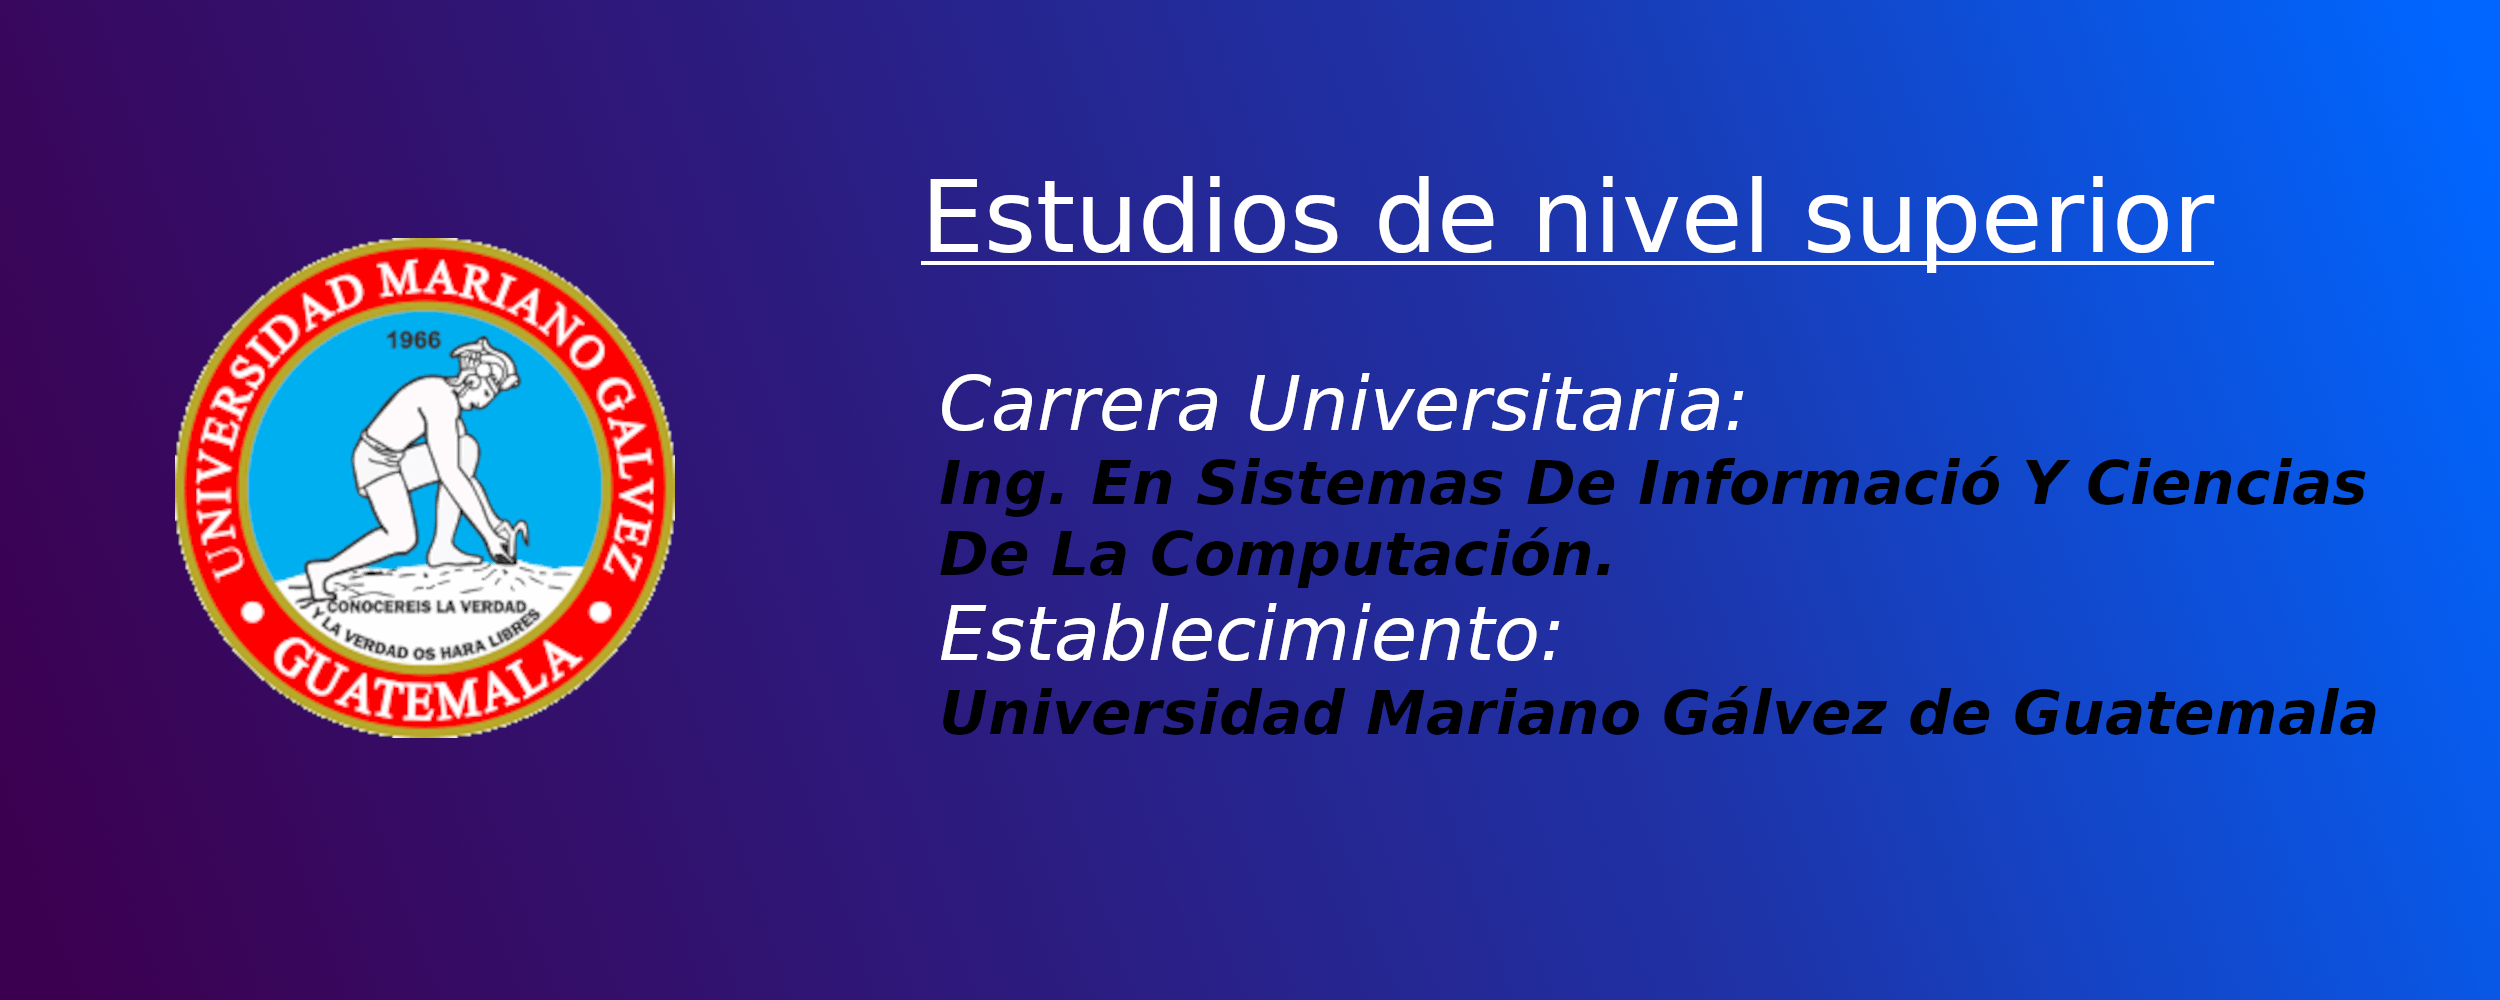 UNIVERSIDAD MARIANO GALVEZ
1966
CONOCEREIS LA VERDAD
Y LA VERDAD OS HARA LIBRES
GUATEMALA
Estudios de nivel superior
Carrera Universitaria:
Ing. En Sistemas De Informació Y Ciencias
De La Computación.
Establecimiento:
Universidad Mariano Gálvez de Guatemala